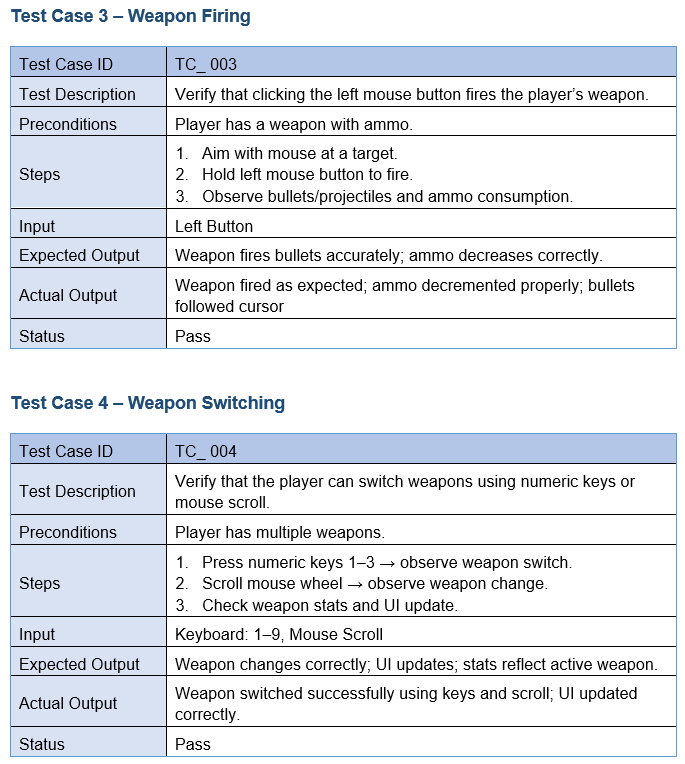 Test Case 3 – Weapon Firing
Test Case ID TC_ 003
Test Description Verify that clicking the left mouse button fires the player’s weapon.
Preconditions Player has a weapon with ammo.
Steps
1. Aim with mouse at a target.
2. Hold left mouse button to fire.
3. Observe bullets/projectiles and ammo consumption.
Input Left Button
Expected Output Weapon fires bullets accurately; ammo decreases correctly.
Actual Output
Weapon fired as expected; ammo decremented properly; bullets
followed cursor
Status Pass
Test Case 4 – Weapon Switching
Test Case ID TC_ 004
Test Description
Verify that the player can switch weapons using numeric keys or
mouse scroll.
Preconditions Player has multiple weapons.
Steps
1. Press numeric keys 1–3 → observe weapon switch.
2. Scroll mouse wheel → observe weapon change.
3. Check weapon stats and UI update.
Input Keyboard: 1–9, Mouse Scroll
Expected Output Weapon changes correctly; UI updates; stats reflect active weapon.
Actual Output
Weapon switched successfully using keys and scroll; UI updated
correctly.
Status Pass